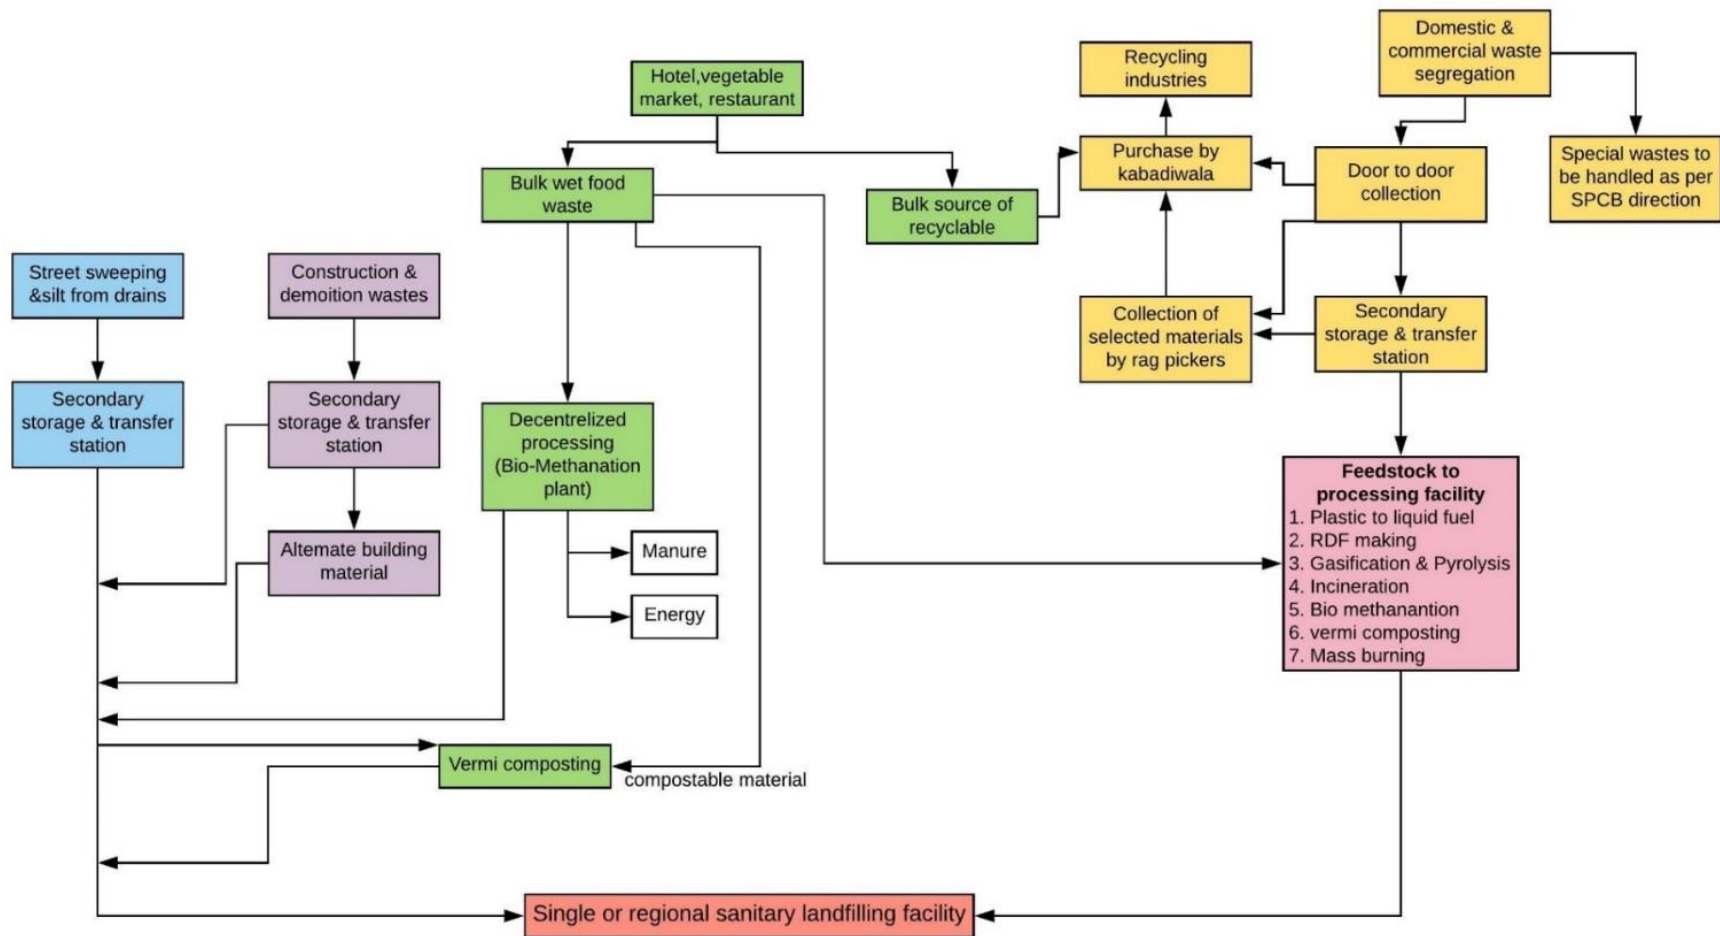 Domestic &
commercial waste
segregation
Recycling
industries
Hotel,vegetable
market, restaurant
Purchase by
kabadiwala
Door to door
collection
Special wastes to
be handled as per
SPCB direction
Bulk wet food
waste
Bulk source of
recyclable
Street sweeping
&silt from drains
Construction &
demoition wastes
Collection of
selected materials
by rag pickers
Secondary
storage & transfer
station
Secondary
storage & transfer
station
Secondary
storage & transfer
station
Decentrelized
processing
(Bio-Methanation
plant)
Feedstock to
processing facility
1. Plastic to liquid fuel
2. RDF making
3. Gasification & Pyrolysis
4. Incineration
5. Bio methanantion
6. vermi composting
7. Mass burning
Altemate building
material
Manure
Energy
Vermi composting
compostable material
Single or regional sanitary landfilling facility